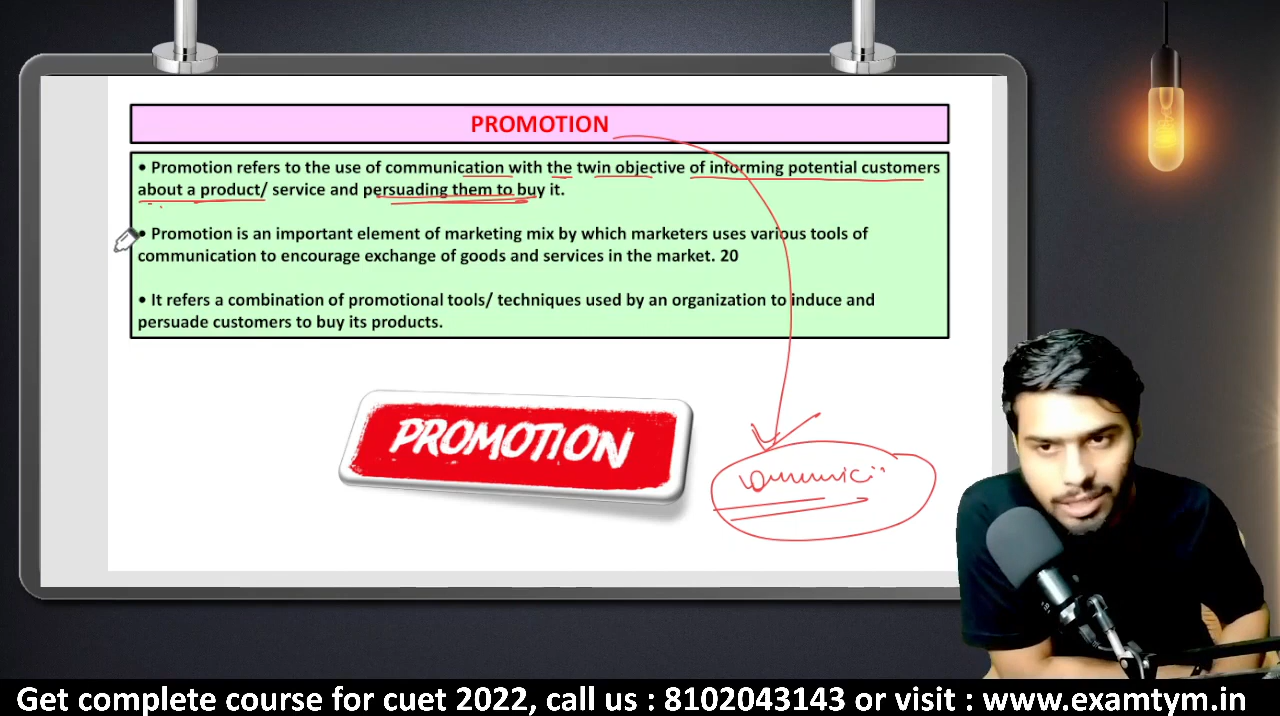 PROMOTION
• Promotion refers to the use of communication with the twin objective of informing potential customers
about a product/ service and persuading them to buy it.
• Promotion is an important element of marketing mix by which marketers uses various tools of
communication to encourage exchange of goods and services in the market. 20
• It refers a combination of promotional tools/ techniques used by an organization to induce and
persuade customers to buy its products.
PROMOTION
Get complete course for cuet 2022, call us : 8102043143 or visit : www.examtym.in